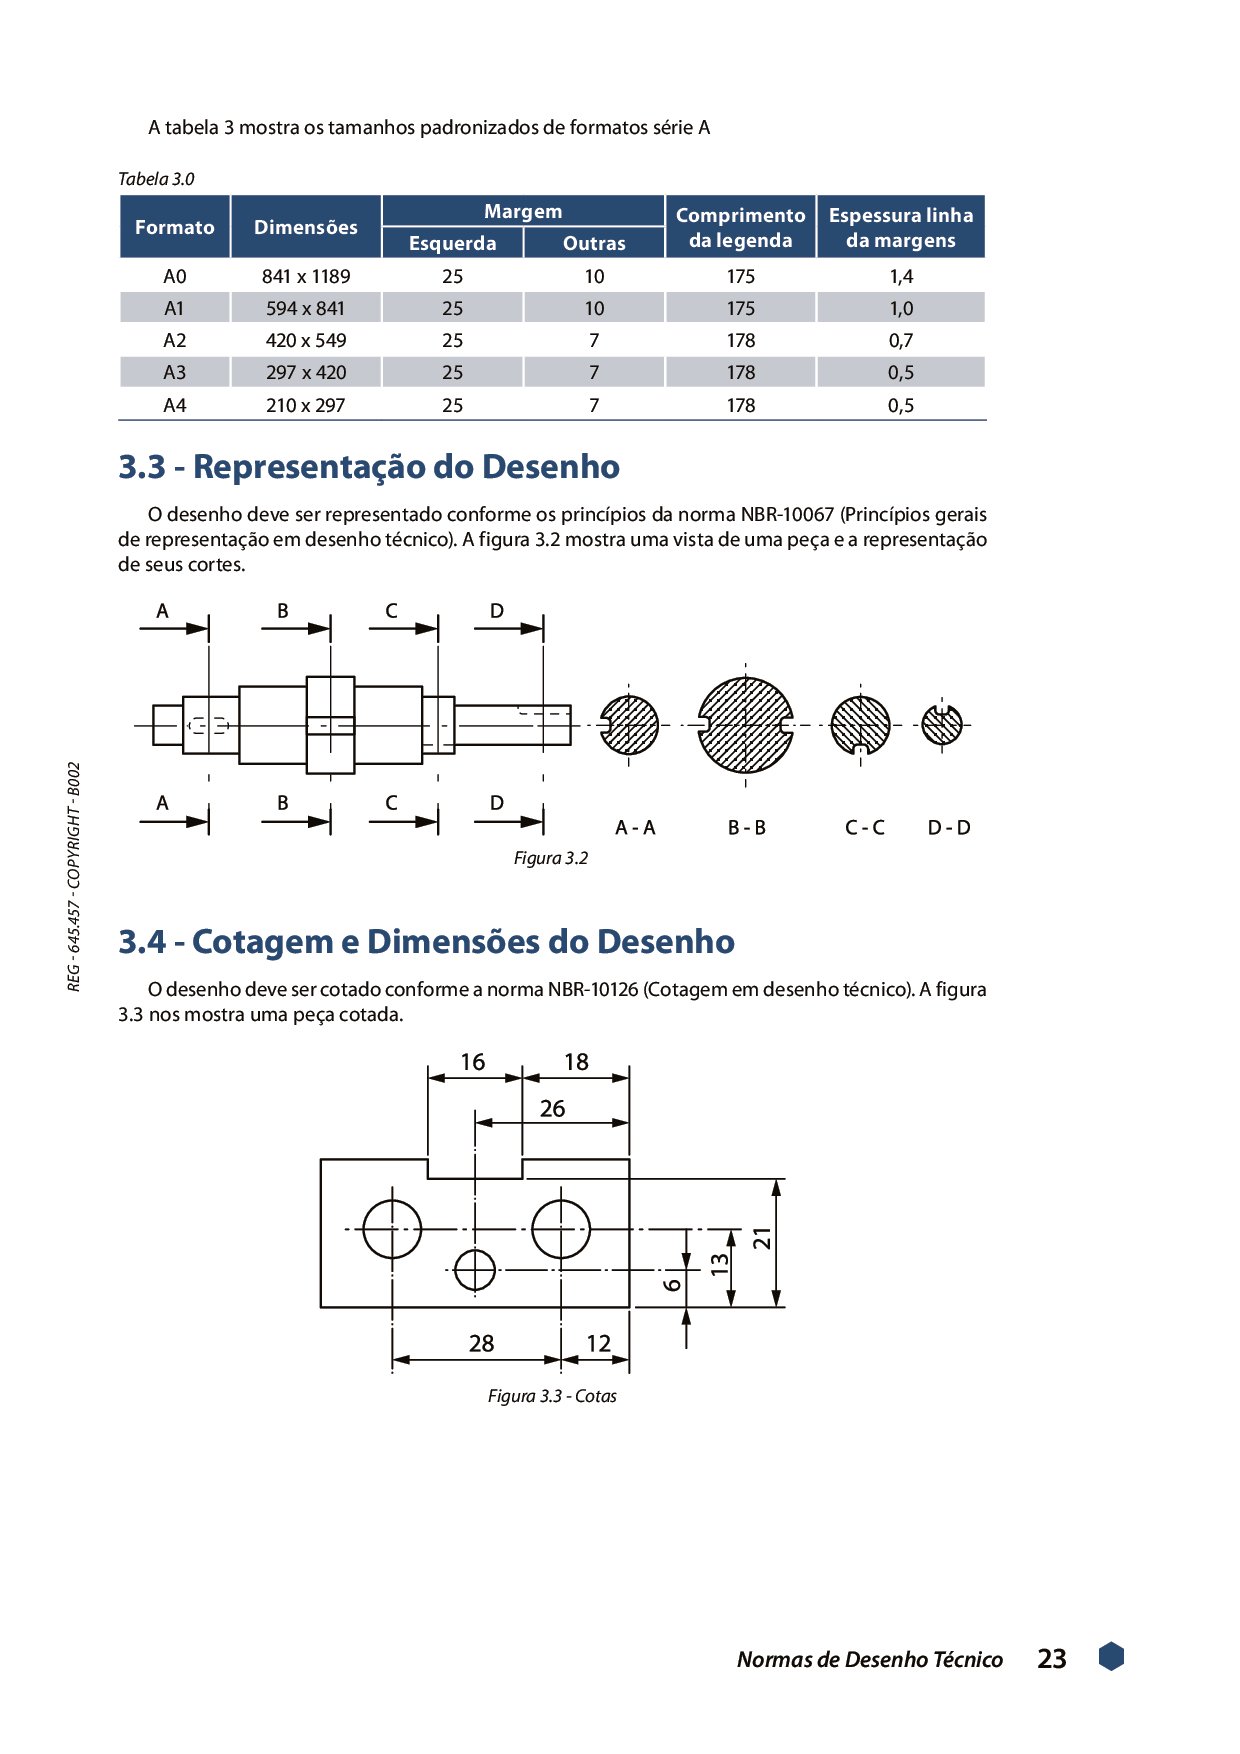 A tabela 3 mostra os tamanhos padronizados de formatos série A
Tabela 3.0
Formato Dimensões Margem Comprimento da legenda Espessura linha da margens
Esquerda Outras
A0 841 x 1189 25 10 175 1,4
A1 594 x 841 25 10 175 1,0
A2 420 x 549 25 7 178 0,7
A3 297 x 420 25 7 178 0,5
A4 210 x 297 25 7 178 0,5
3.3 - Representação do Desenho
O desenho deve ser representado conforme os princípios da norma NBR-10067 (Princípios gerais
de representação em desenho técnico). A figura 3.2 mostra uma vista de uma peça e a representação
de seus cortes.
A B C D
A B C D
A - A B - B C - C D - D
Figura 3.2
3.4 - Cotagem e Dimensões do Desenho
O desenho deve ser cotado conforme a norma NBR-10126 (Cotagem em desenho técnico). A figura
3.3 nos mostra uma peça cotada.
16 18
26
21
13
6
28 12
Figura 3.3 - Cotas
REG - 645.457 - COPYRIGHT - B002
Normas de Desenho Técnico 23